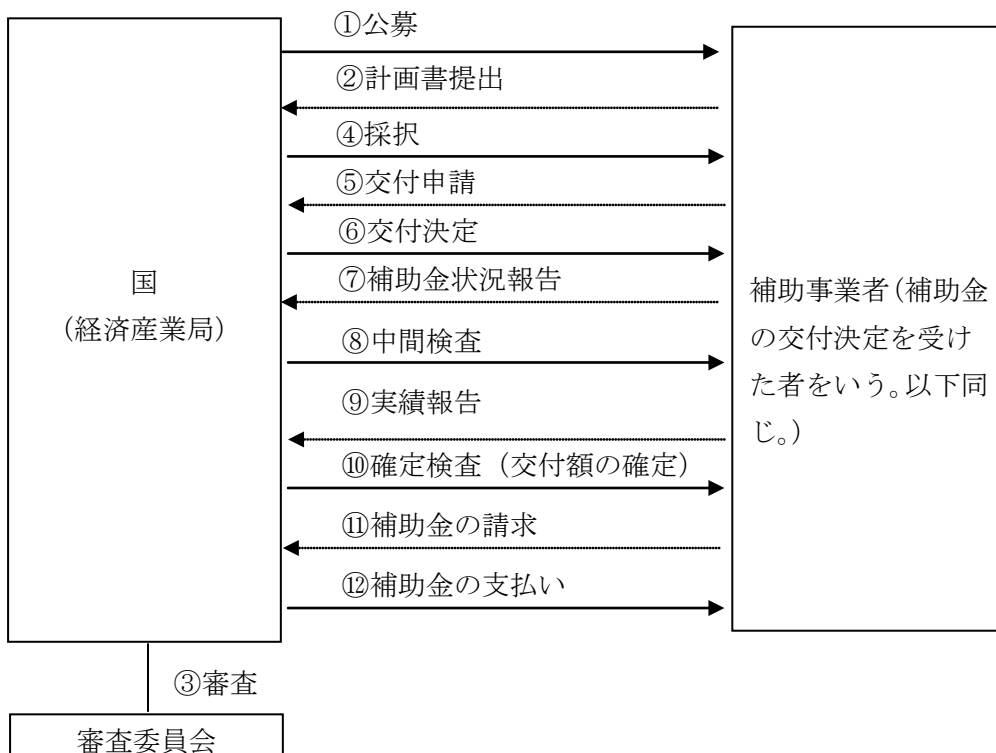 ①公募
②計画書提出
④採択
⑤交付申請
⑥交付決定
⑦補助金状況報告
⑧中間検査
⑨実績報告
⑩確定検査（交付額の確定）
⑪補助金の請求
⑫補助金の支払い
国
（経済産業局）
補助事業者（補助金
の交付決定を受け
た者をいう。以下同
じ。）
③審査
審査委員会